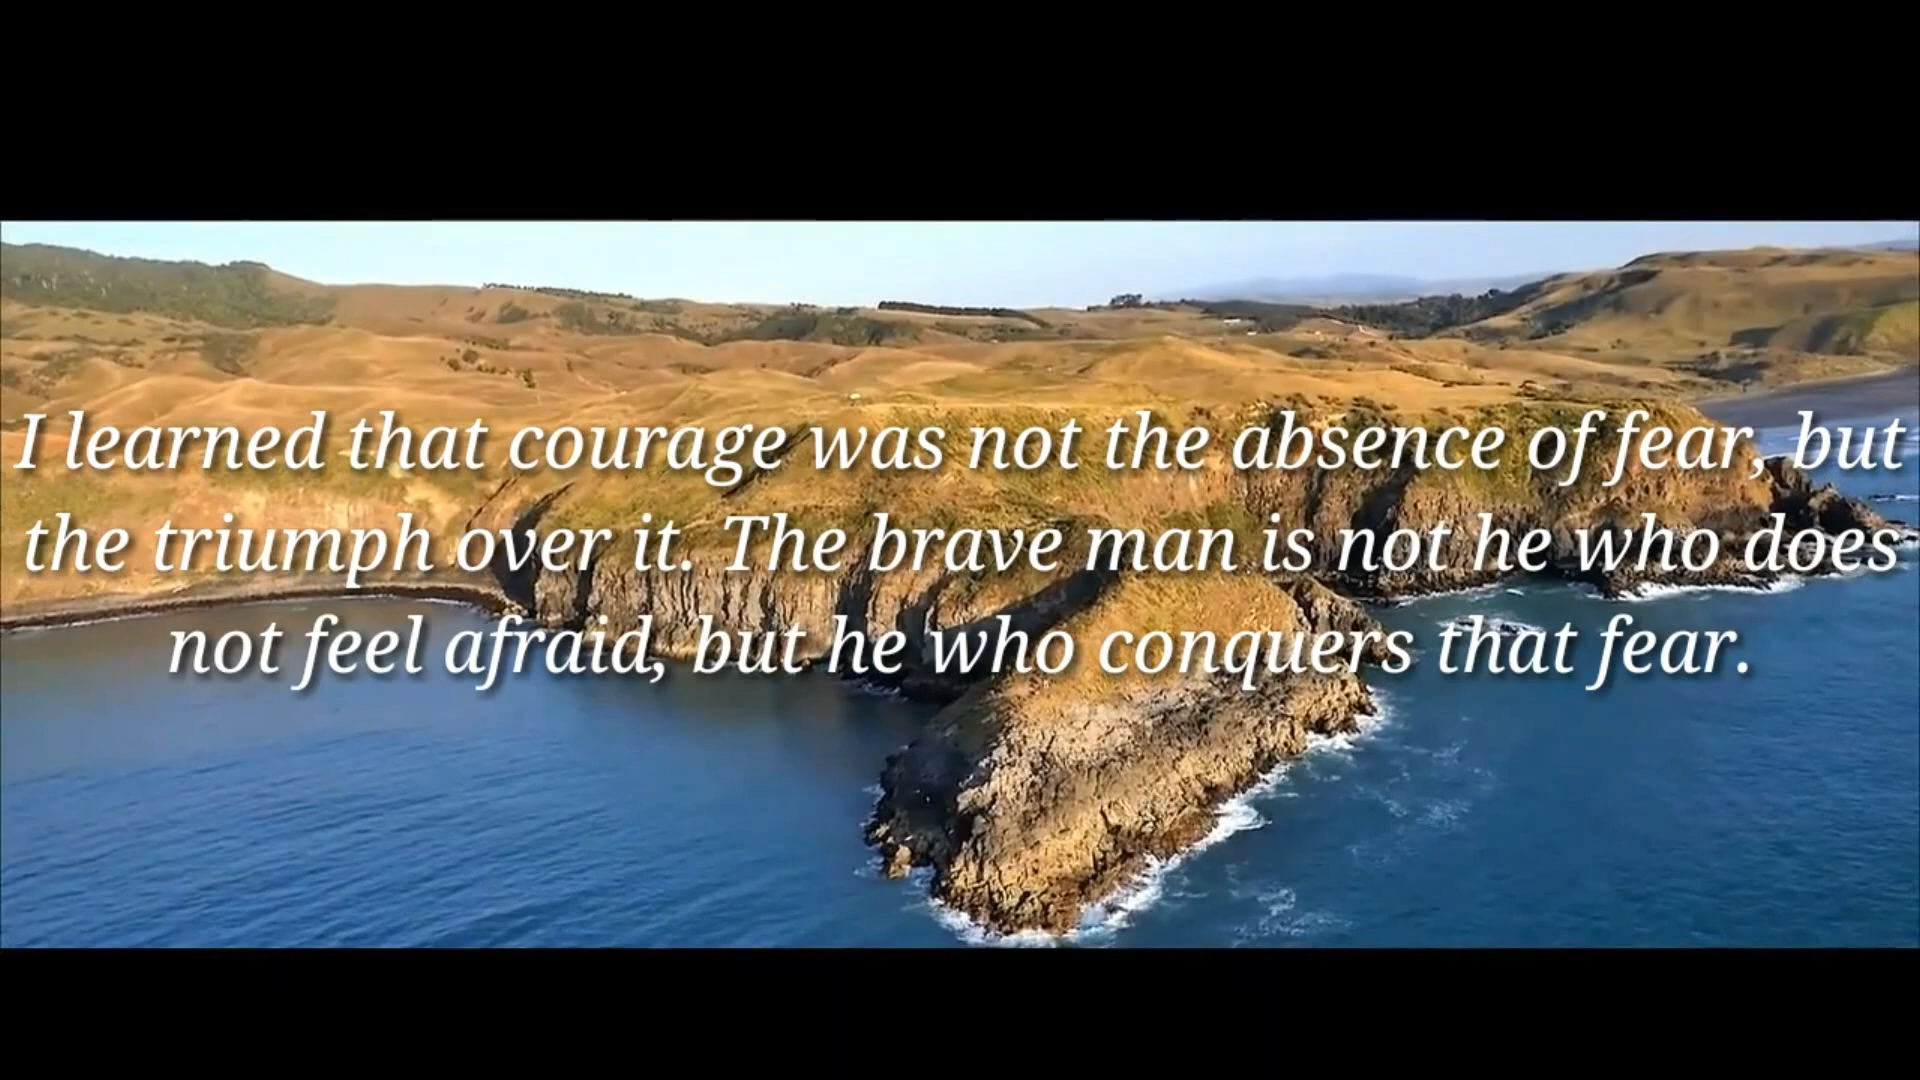 I learned that courage was not the absence of fear, but
the triumph over it. The brave man is not he who does
not feel afraid, but he who conquers that fear.